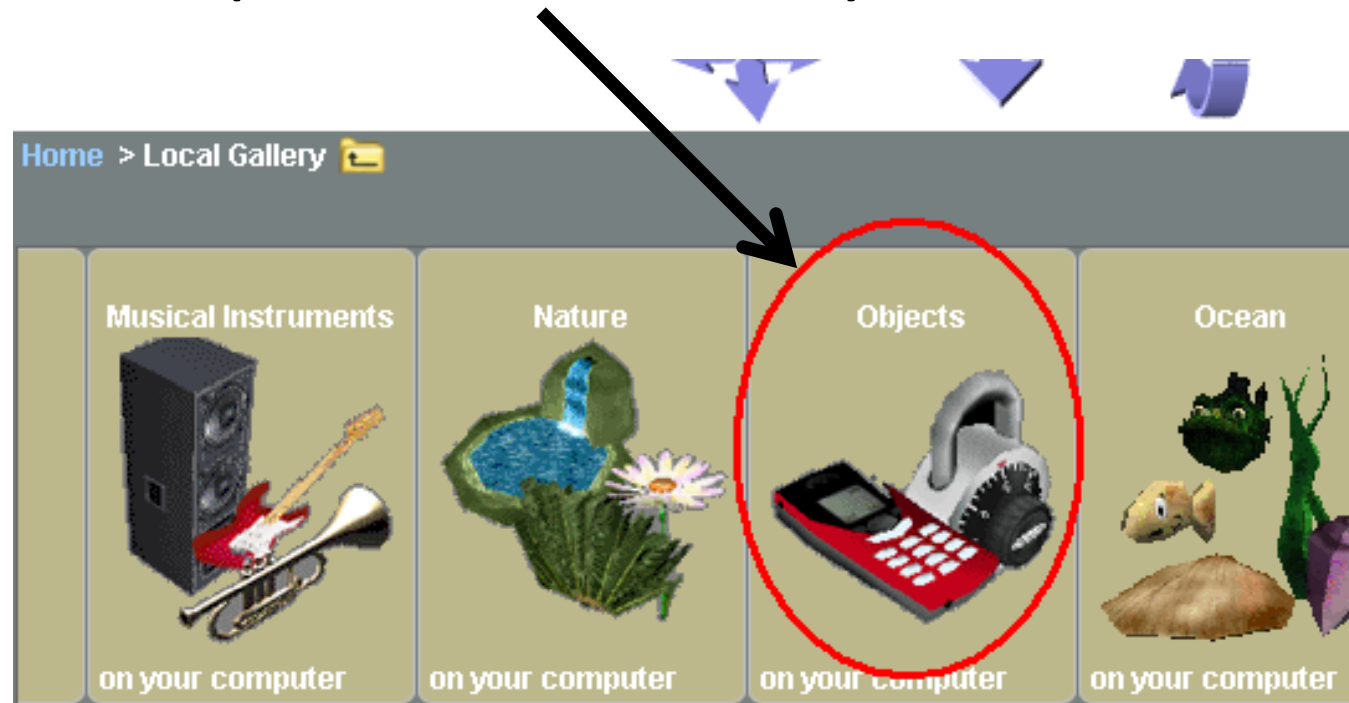 Home > Local Gallery
Musical Instruments
Nature
Objects
Ocean
on your computer
on your computer
on your computer
on your computer